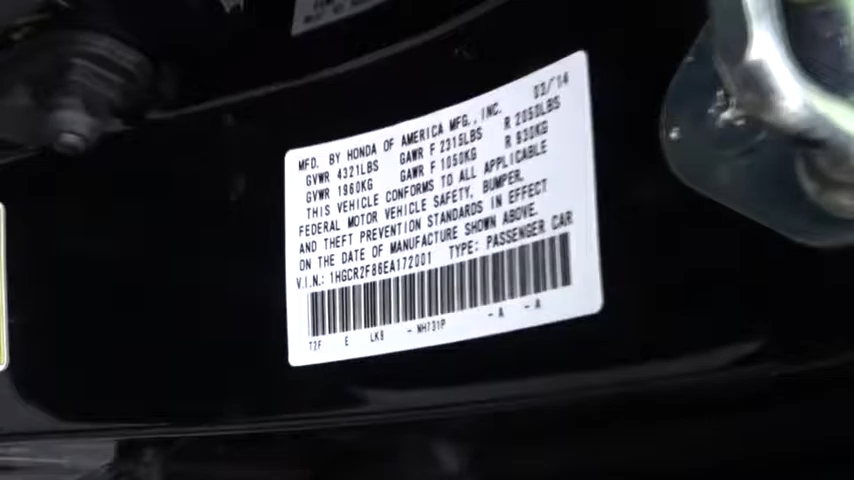 MFD. BY HONDA OF AMERICA MFG., INC. 03/'14
GVWR 4321LBS GAWR F 2315LBS R 2050LBS
GVWR 1960KG GAWR F 1050KG R 930KG
THIS VEHICLE CONFORMS TO ALL APPLICABLE
FEDERAL MOTOR VEHICLE SAFETY, BUMPER,
AND THEFT PREVENTION STANDARDS IN EFFECT
ON THE DATE OF MANUFACTURE SHOWN ABOVE.
V.I.N.: 1HGCR2F86EA172001 TYPE: PASSENGER CAR
T2F E LK9 - NH731P - A - A